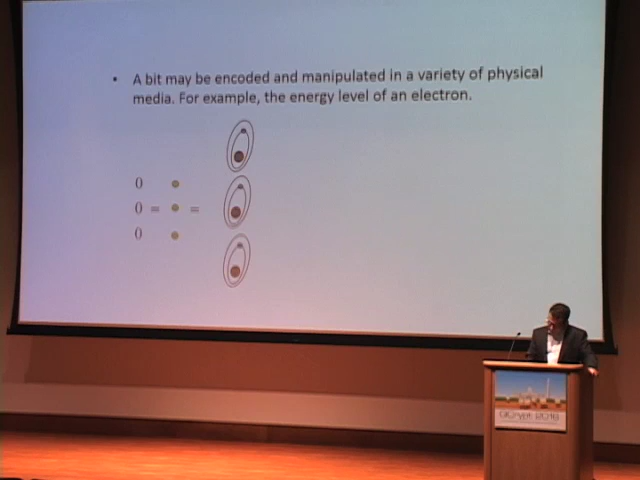 • A bit may be encoded and manipulated in a variety of physical
media. For example, the energy level of an electron.
0
0 = =
0
2018